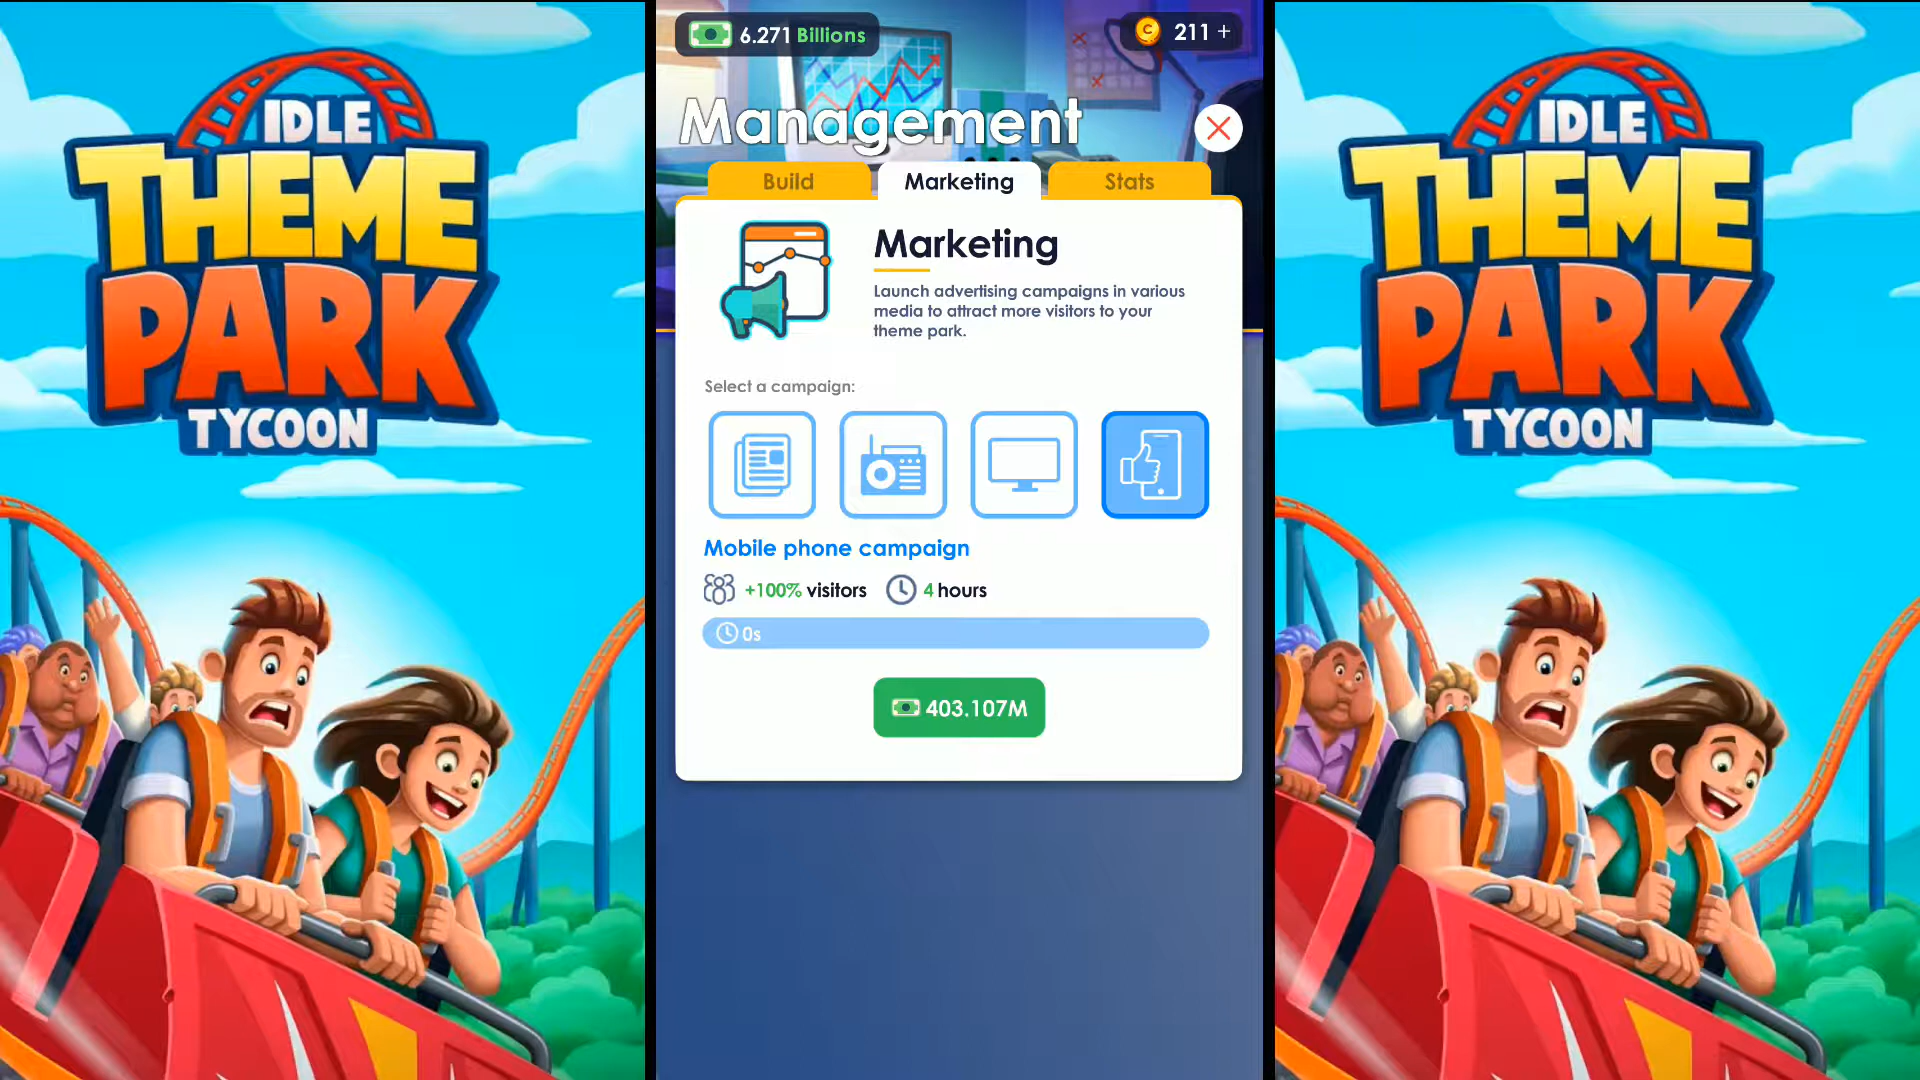 IDLE
THEME
PARK
TYCOON
6.271 Billions
211 +
Management
Build
Marketing
Stats
Marketing
Launch advertising campaigns in various
media to attract more visitors to your
theme park.
Select a campaign:
Mobile phone campaign
+100% visitors
4 hours
0s
403.107M
IDLE
THEME
PARK
TYCOON